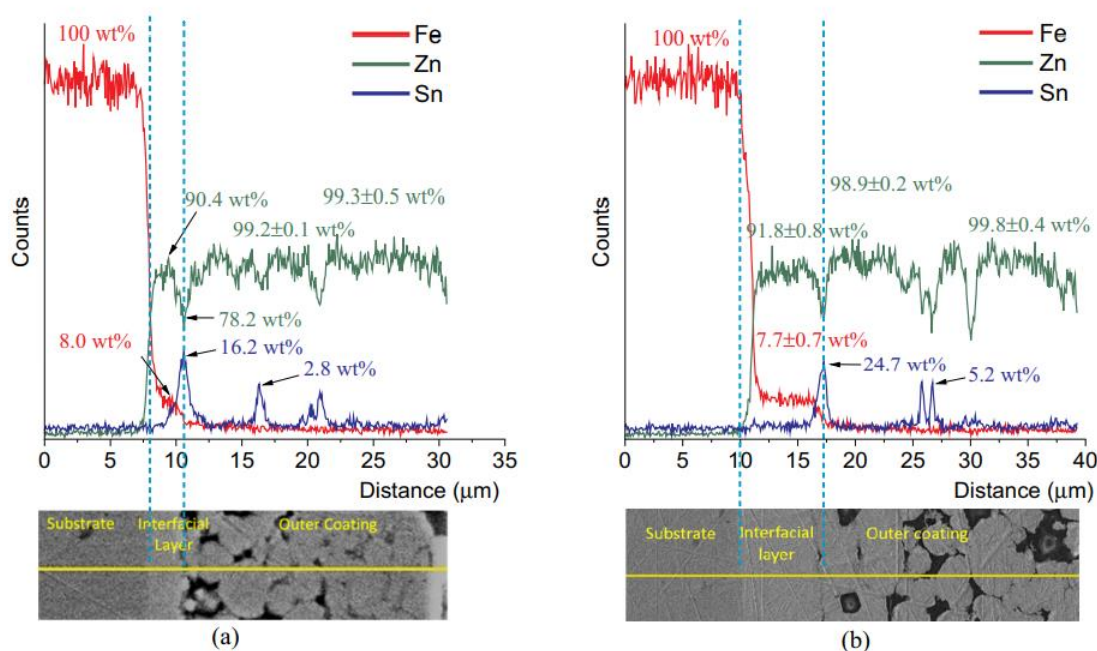 100 wt%
Fe
Zn
Sn
90.4 wt%
99.3±0.5 wt%
99.2±0.1 wt%
78.2 wt%
8.0 wt%
16.2 wt%
2.8 wt%
Counts
0 5 10 15 20 25 30 35
Distance (μm)
Substrate Interfacial Layer Outer Coating
(a)
100 wt%
Fe
Zn
Sn
98.9±0.2 wt%
91.8±0.8 wt%
99.8±0.4 wt%
7.7±0.7 wt%
24.7 wt%
5.2 wt%
Counts
0 5 10 15 20 25 30 35 40
Distance (μm)
Substrate Interfacial layer Outer coating
(b)